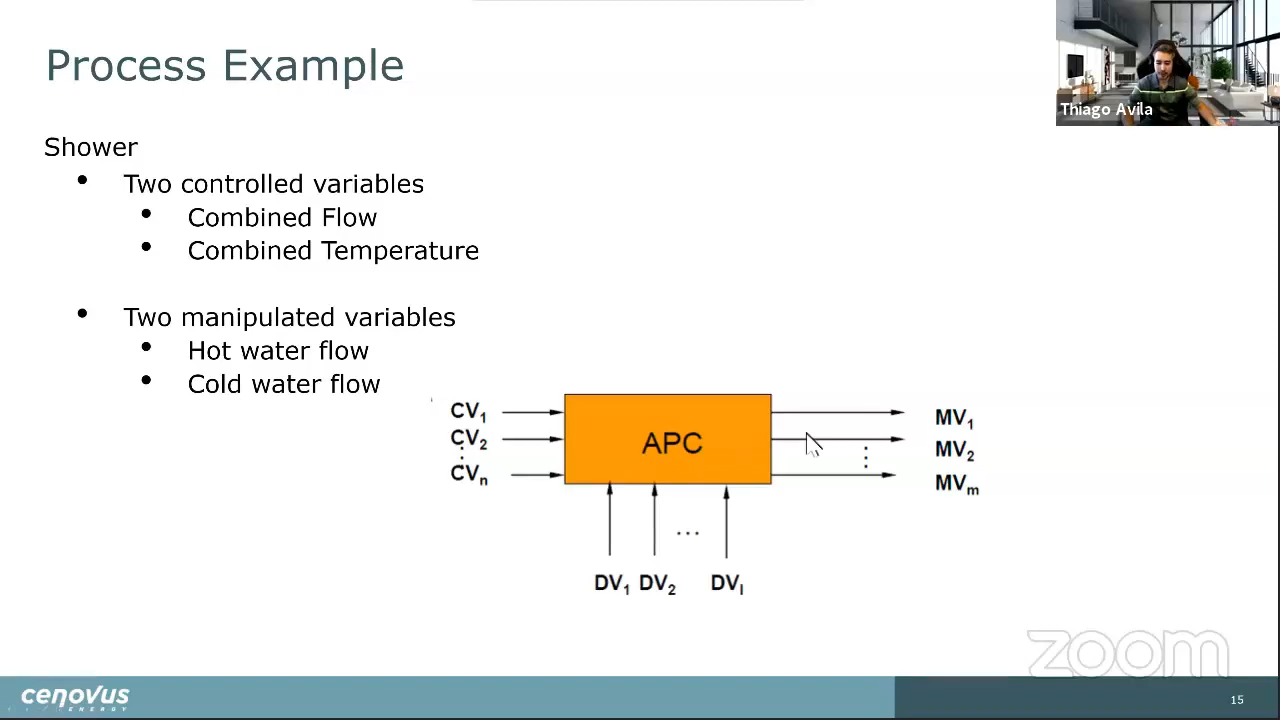 Process Example
Thiago Avila
Shower
• Two controlled variables
• Combined Flow
• Combined Temperature
• Two manipulated variables
• Hot water flow
• Cold water flow
CV1
CV2
⋮
CVn
APC
MV1
MV2
⋮
MVm
...
DV1 DV2 DVl
zoom
cenovus
ENERGY
15